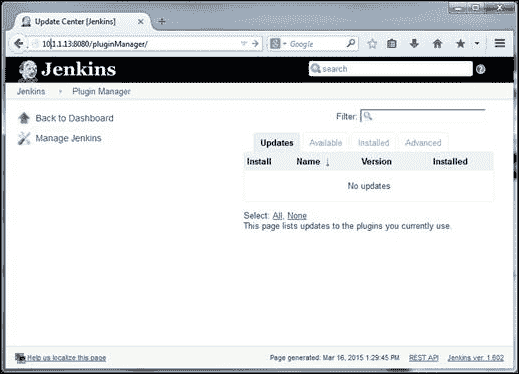 Update Center [Jenkins]
10.1.1.13:8080/pluginManager/
Google
Jenkins
search
Jenkins
Plugin Manager
Back to Dashboard
Manage Jenkins
Filter:
Updates Available Installed Advanced
Install Name ↓ Version Installed
No updates
Select: All, None
This page lists updates to the plugins you currently use.
Help us localize this page Page generated: Mar 16, 2015 1:29:45 PM REST API Jenkins ver. 1.602